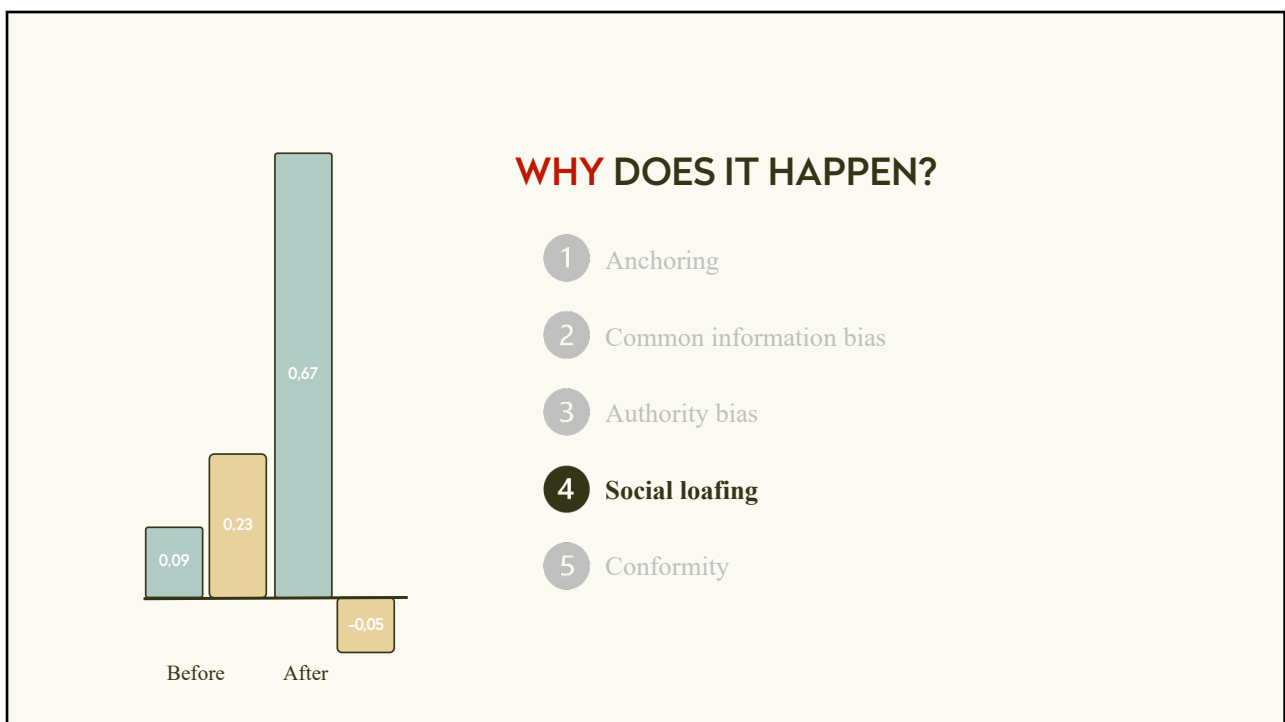 WHY DOES IT HAPPEN?
1 Anchoring
2 Common information bias
3 Authority bias
4 Social loafing
5 Conformity
0,67
0,23
0,09
-0,05
Before After